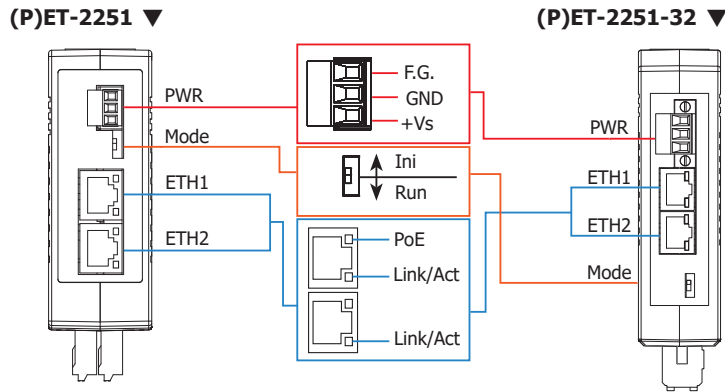 (P)ET-2251 ▼
(P)ET-2251-32 ▼
PWR
Mode
ETH1
ETH2
F.G.
GND
+Vs
Ini
Run
PoE
Link/Act
Link/Act
PWR
ETH1
ETH2
Mode